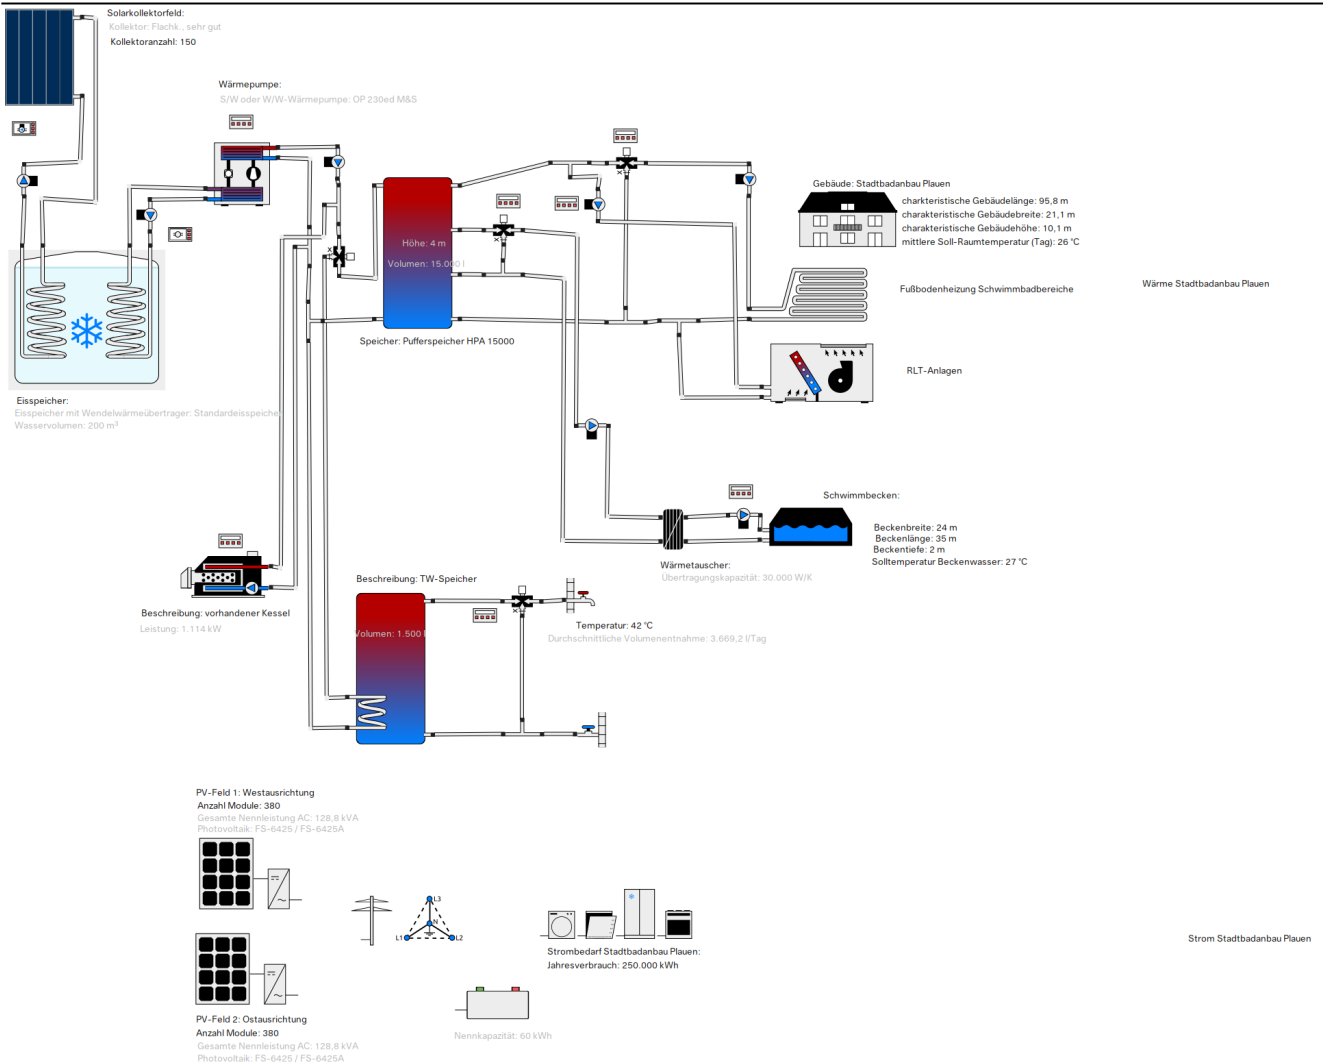 Solarkollektorfeld:
Kollektor: Flachk., sehr gut
Kollektoranzahl: 150
Wärmepumpe:
S/W oder W/W-Wärmepumpe: OP 230ed M&S
Gebäude: Stadtbadanbau Plauen
charkteristische Gebäudelänge: 95,8 m
charakteristische Gebäudebreite: 21,1 m
charakteristische Gebäudehöhe: 10,1 m
mittlere Soll-Raumtemperatur (Tag): 26 °C
Höhe: 4 m
Volumen: 15.000 l
Fußbodenheizung Schwimmbadbereiche
Wärme Stadtbadanbau Plauen
Speicher: Pufferspeicher HPA 15000
RLT-Anlagen
Eisspeicher:
Eisspeicher mit Wendelwärmeübertrager: Standardeisspeicher
Wasservolumen: 200 m³
Schwimmbecken:
Beckenbreite: 24 m
Beckenlänge: 35 m
Beckentiefe: 2 m
Solltemperatur Beckenwasser: 27 °C
Wärmetauscher:
Übertragungskapazität: 30.000 W/K
Beschreibung: TW-Speicher
Beschreibung: vorhandener Kessel
Leistung: 1.114 kW
Volumen: 1.500 l
Temperatur: 42 °C
Durchschnittliche Volumenentnahme: 3.669,2 l/Tag
PV-Feld 1: Westausrichtung
Anzahl Module: 380
Gesamte Nennleistung AC: 128,8 kVA
Photovoltaik: FS-6425 / FS-6425A
L3
N
L1
L2
Strombedarf Stadtbadanbau Plauen:
Jahresverbrauch: 250.000 kWh
Strom Stadtbadanbau Plauen
PV-Feld 2: Ostausrichtung
Anzahl Module: 380
Gesamte Nennleistung AC: 128,8 kVA
Photovoltaik: FS-6425 / FS-6425A
Nennkapazität: 60 kWh